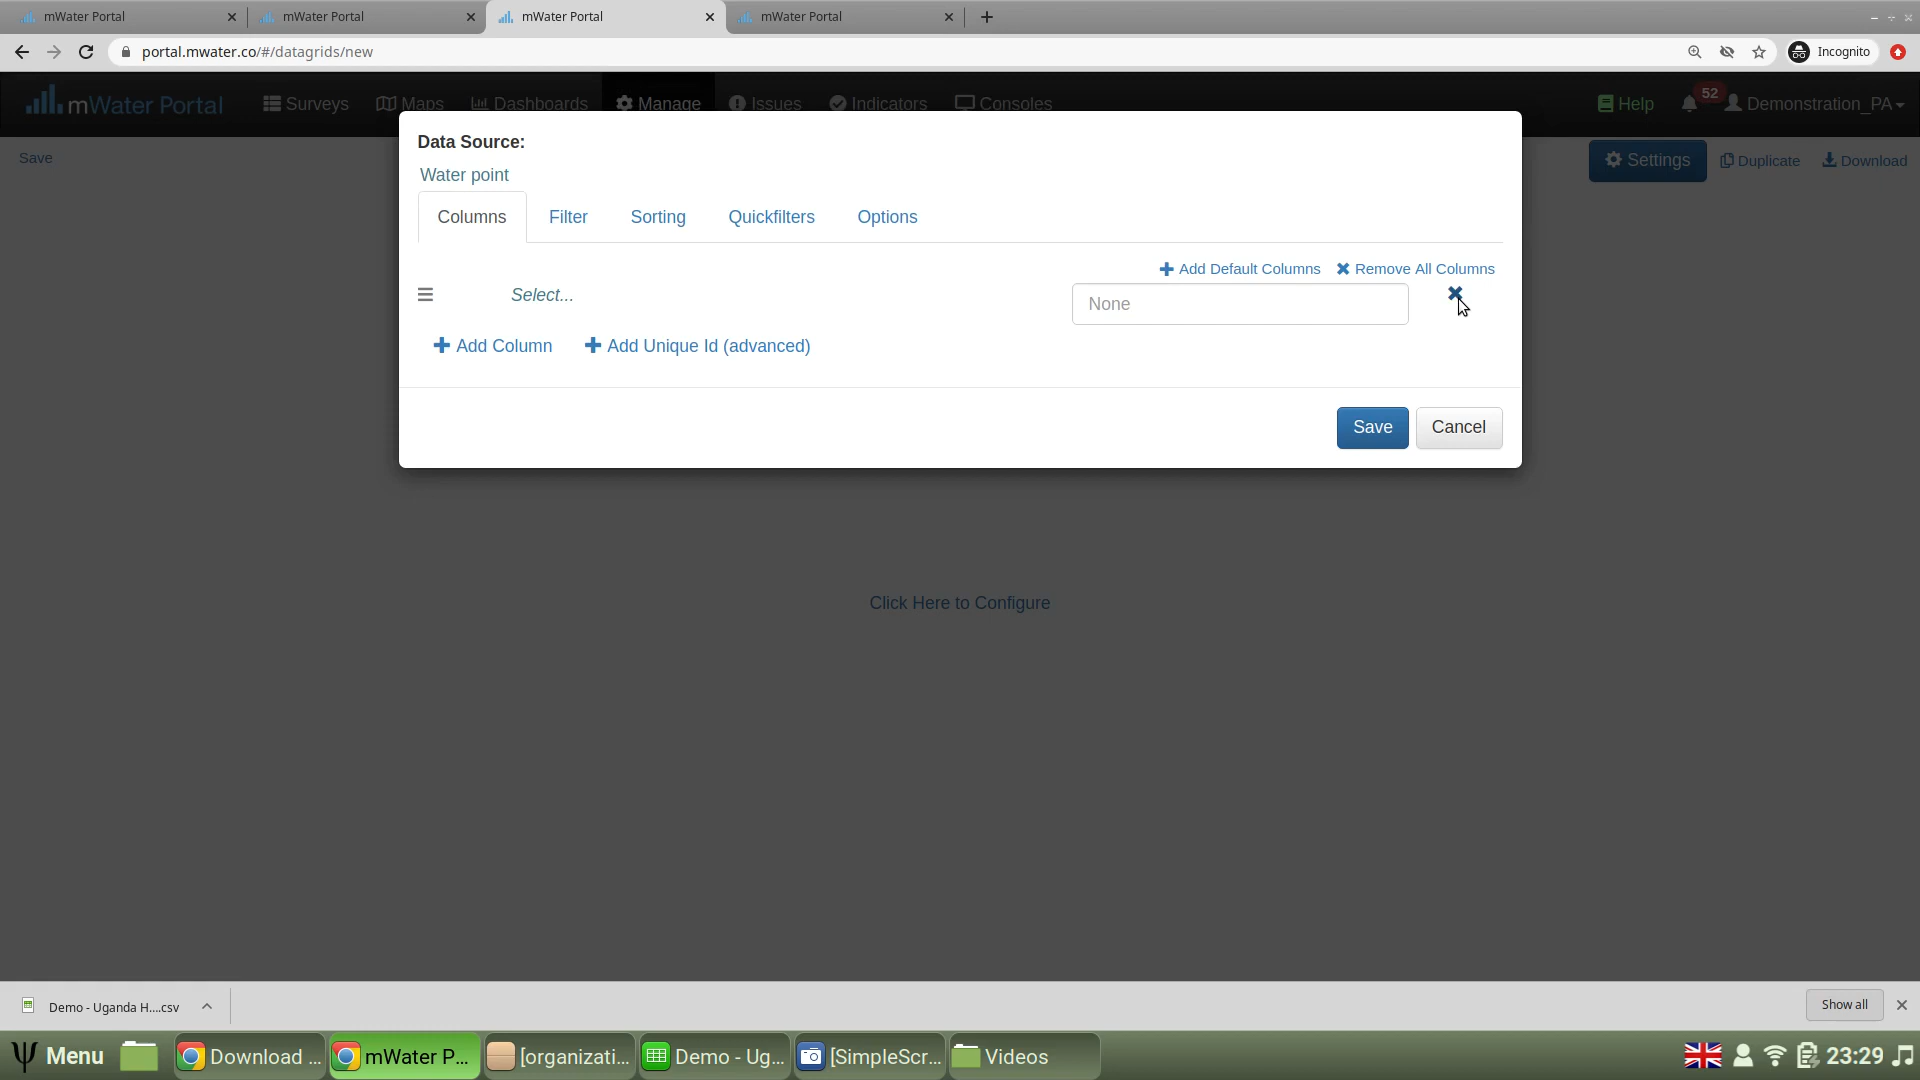 mWater Portal mWater Portal mWater Portal mWater Portal
portal.mwater.co/#/datagrids/new Incognito
mWater Portal Surveys Maps Dashboards Manage Issues Indicators Consoles Help 52 Demonstration_PA
Save Settings Duplicate Download
Data Source:
Water point
Columns Filter Sorting Quickfilters Options
Add Default Columns Remove All Columns
Select... None
Add Column Add Unique Id (advanced)
Save Cancel
Click Here to Configure
Demo - Uganda H....csv Show all
Menu Download ... mWater P... [organizati... Demo - Ug... [SimpleScr... Videos 23:29